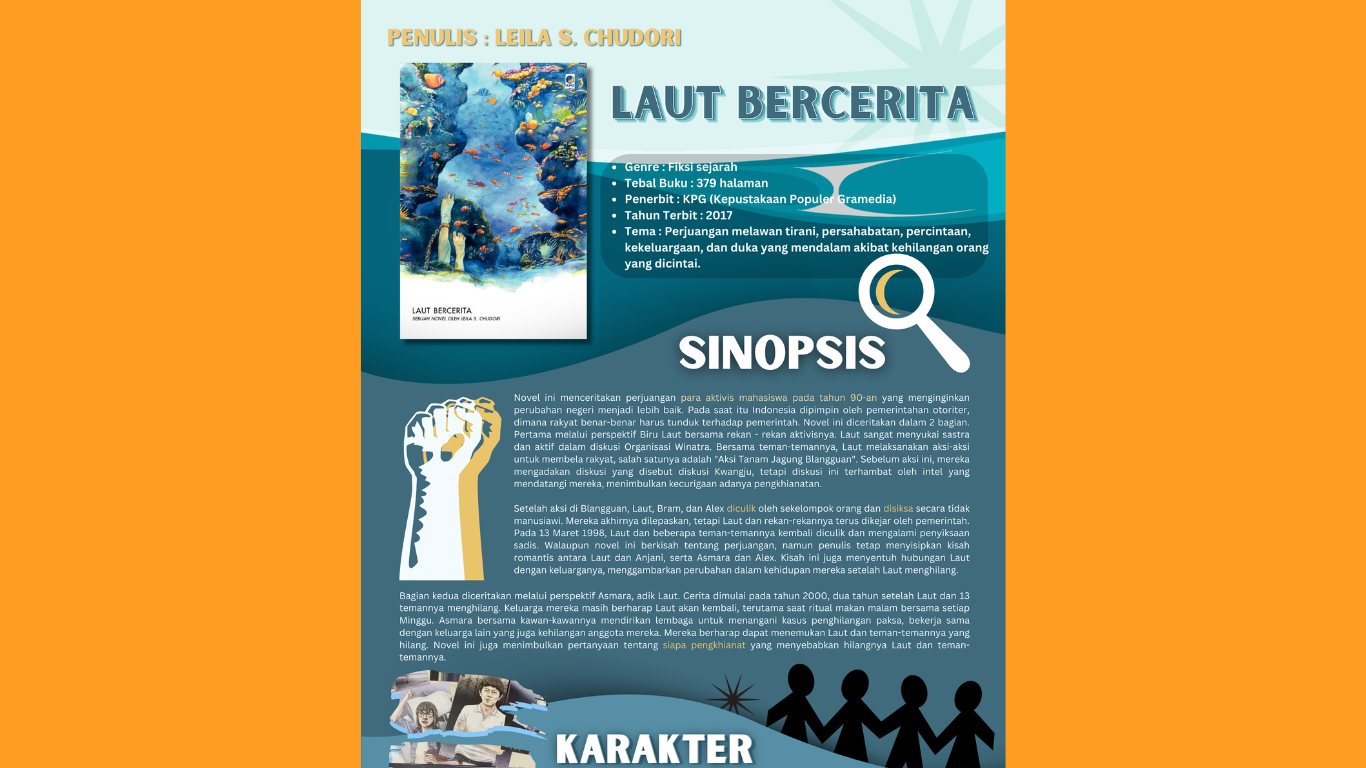 PENULIS : LEILA S. CHUDORI
LAUT BERCERITA
KPG
LAUT BERCERITA
SEBUAH NOVEL OLEH LEILA S. CHUDORI
• Genre : Fiksi sejarah
• Tebal Buku : 379 halaman
• Penerbit : KPG (Kepustakaan Populer Gramedia)
• Tahun Terbit : 2017
• Tema : Perjuangan melawan tirani, persahabatan, percintaan,
kekeluargaan, dan duka yang mendalam akibat kehilangan orang
yang dicintai.
SINOPSIS
Novel ini menceritakan perjuangan para aktivis mahasiswa pada tahun 90-an yang menginginkan
perubahan negeri menjadi lebih baik. Pada saat itu Indonesia dipimpin oleh pemerintahan otoriter,
dimana rakyat benar-benar harus tunduk terhadap pemerintah. Novel ini diceritakan dalam 2 bagian.
Pertama melalui perspektif Biru Laut bersama rekan - rekan aktivisnya. Laut sangat menyukai sastra
dan aktif dalam diskusi Organisasi Winatra. Bersama teman-temannya, Laut melaksanakan aksi-aksi
untuk membela rakyat, salah satunya adalah "Aksi Tanam Jagung Blangguan". Sebelum aksi ini, mereka
mengadakan diskusi yang disebut diskusi Kwangju, tetapi diskusi ini terhambat oleh intel yang
mendatangi mereka, menimbulkan kecurigaan adanya pengkhianatan.
Setelah aksi di Blangguan, Laut, Bram, dan Alex diculik oleh sekelompok orang dan disiksa secara tidak
manusiawi. Mereka akhirnya dilepaskan, tetapi Laut dan rekan-rekannya terus dikejar oleh pemerintah.
Pada 13 Maret 1998, Laut dan beberapa teman-temannya kembali diculik dan mengalami penyiksaan
sadis. Walaupun novel ini berkisah tentang perjuangan, namun penulis tetap menyisipkan kisah
romantis antara Laut dan Anjani, serta Asmara dan Alex. Kisah ini juga menyentuh hubungan Laut
dengan keluarganya, menggambarkan perubahan dalam kehidupan mereka setelah Laut menghilang.
Bagian kedua diceritakan melalui perspektif Asmara, adik Laut. Cerita dimulai pada tahun 2000, dua tahun setelah Laut dan 13
temannya menghilang. Keluarga mereka masih berharap Laut akan kembali, terutama saat ritual makan malam bersama setiap
Minggu. Asmara bersama kawan-kawannya mendirikan lembaga untuk menangani kasus penghilangan paksa, bekerja sama
dengan keluarga lain yang juga kehilangan anggota mereka. Mereka berharap dapat menemukan Laut dan teman-temannya yang
hilang. Novel ini juga menimbulkan pertanyaan tentang siapa pengkhianat yang menyebabkan hilangnya Laut dan teman-
temannya.
KARAKTER